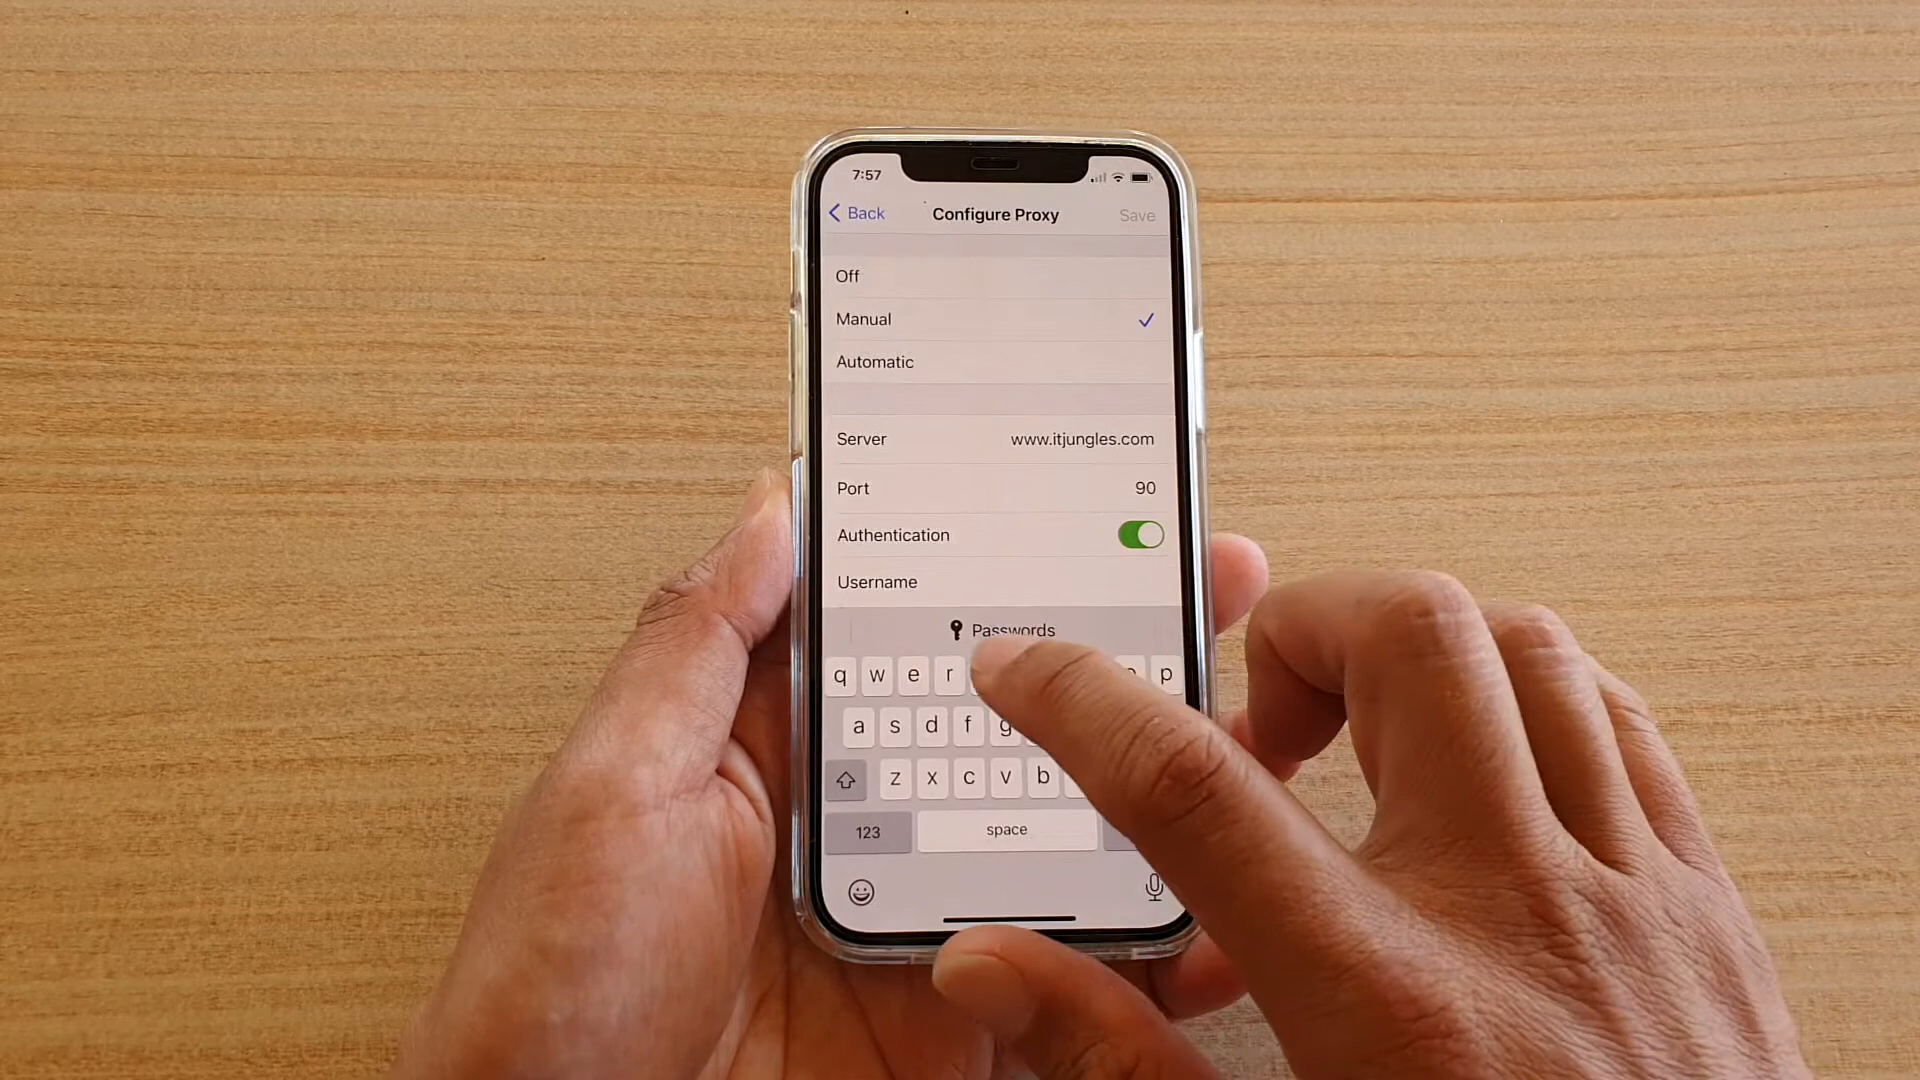 7:57
Back Configure Proxy Save
Off
Manual
Automatic
Server www.itjungles.com
Port 90
Authentication
Username
Passwords
q w e r p
a s d f g
z x c v b
123 space